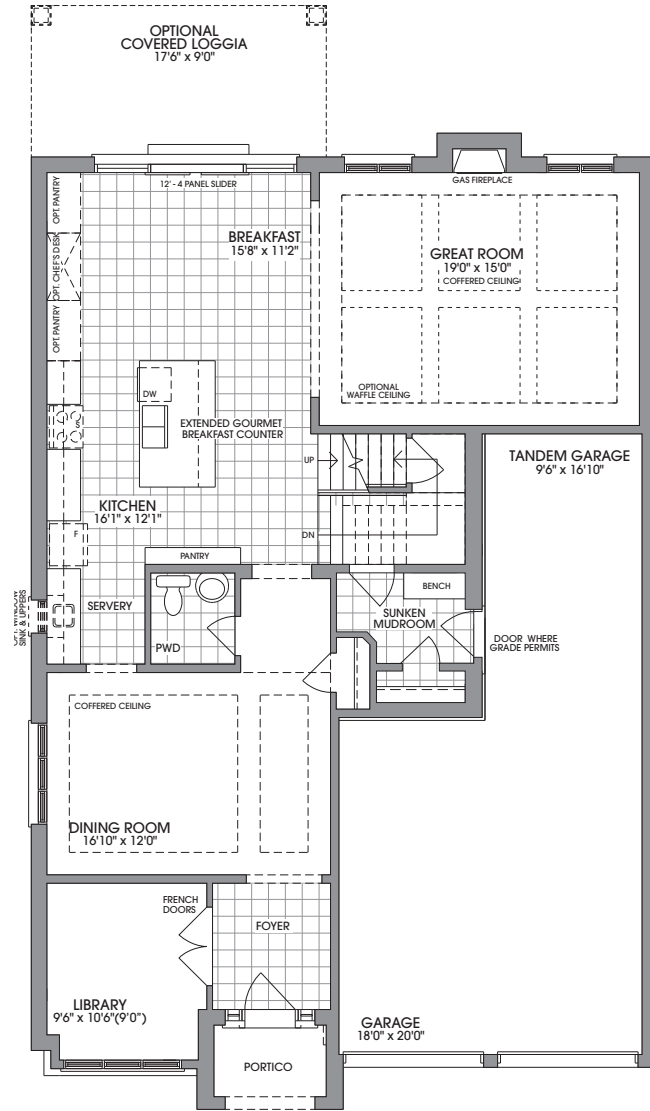 OPTIONAL
COVERED LOGGIA
17'6" x 9'0"
12' - 4 PANEL SLIDER
GAS FIREPLACE
OPT. PANTRY
OPT. CHEF'S DESK
OPT. PANTRY
BREAKFAST
15'8" x 11'2"
GREAT ROOM
19'0" x 15'0"
COFFERED CEILING
OPTIONAL
WAFFLE CEILING
DW
S
EXTENDED GOURMET
BREAKFAST COUNTER
UP
TANDEM GARAGE
9'6" x 16'10"
KITCHEN
16'1" x 12'1"
F
DN
PANTRY
BENCH
SERVERY
SUNKEN
MUDROOM
PWD
DOOR WHERE
GRADE PERMITS
OPT. WINDOW
SINK & UPPERS
COFFERED CEILING
DINING ROOM
16'10" x 12'0"
FRENCH
DOORS
FOYER
LIBRARY
9'6" x 10'6"(9'0")
GARAGE
18'0" x 20'0"
PORTICO